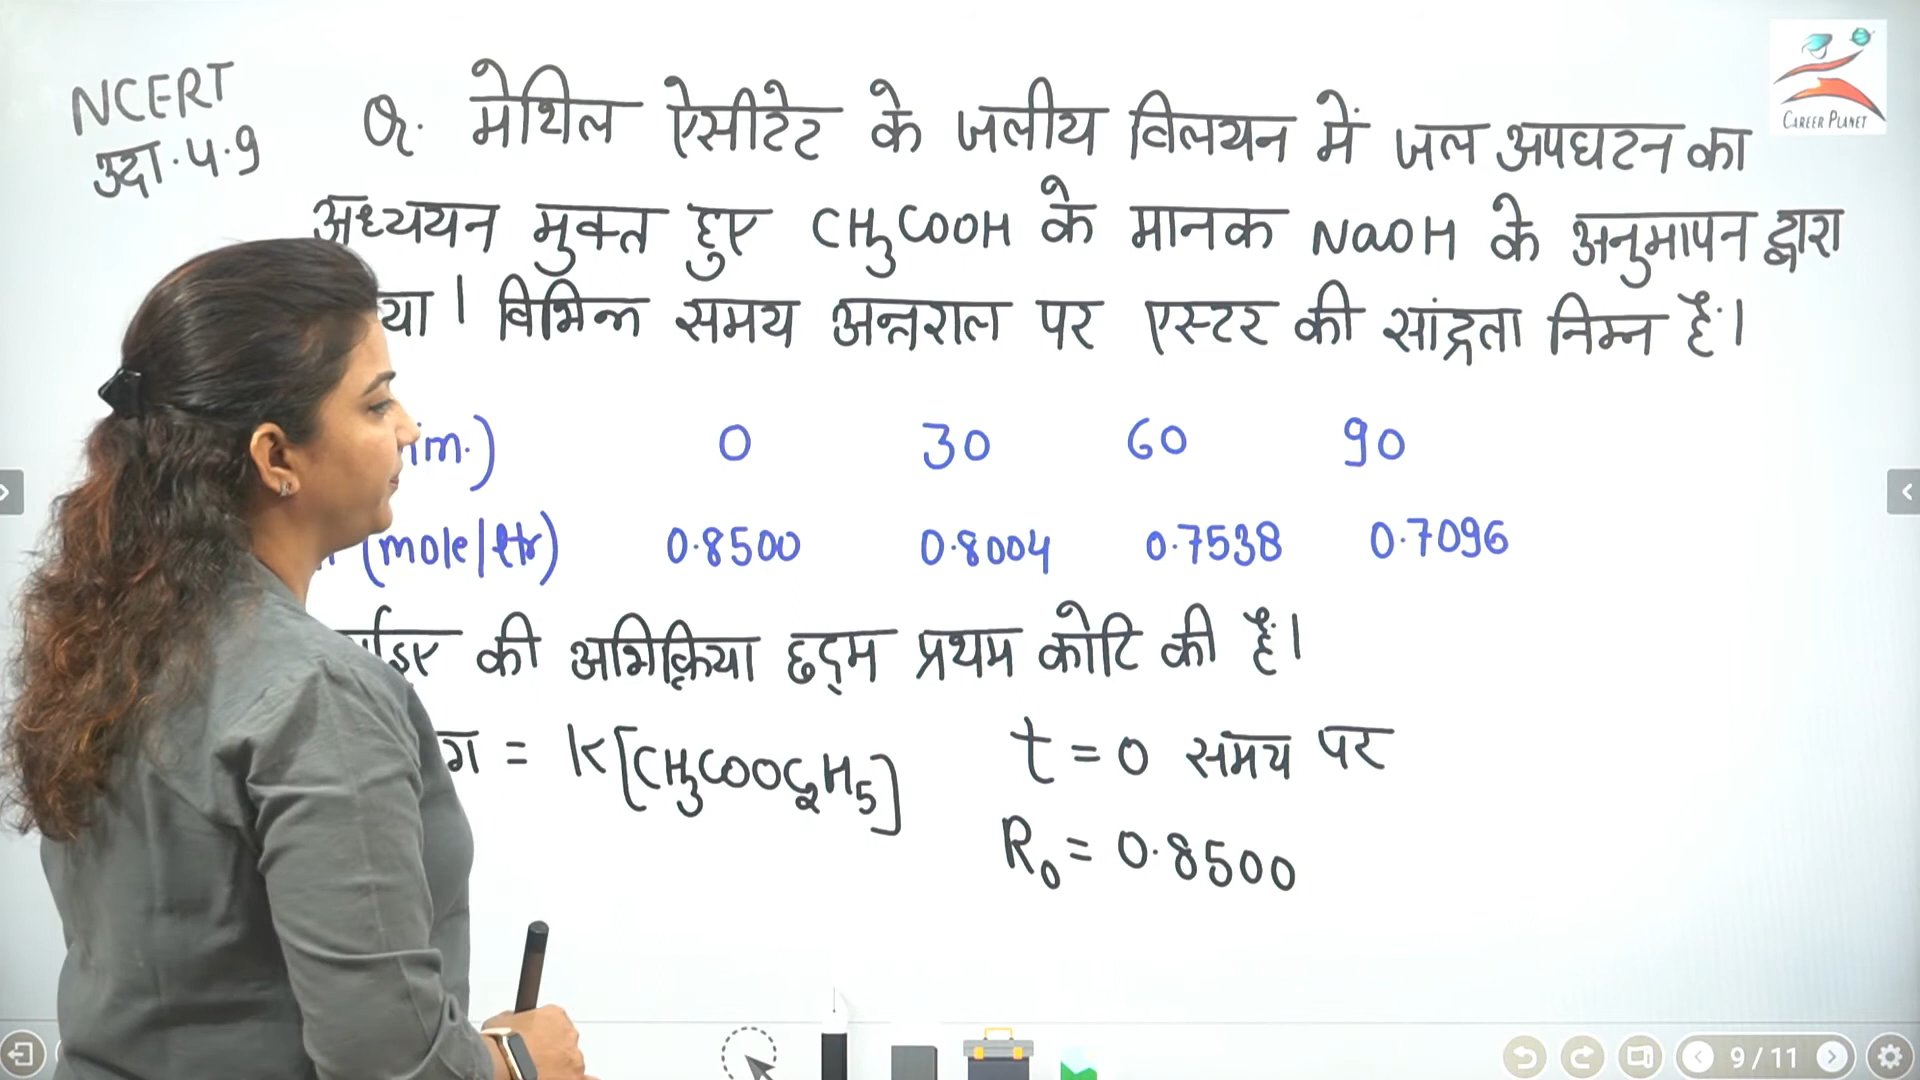 NCERT
उदा. 4.9
CAREER PLANET
Q. मेथिल ऐसीटेट के जलीय विलयन में जल अपघटन का
अध्ययन मुक्त हुए CH3COOH के मानक NaOH के अनुमापन द्वारा
। विभिन्न समय अन्तराल पर एस्टर की सांद्रता निम्न हैं।
0 30 60 90
(mole/ltr) 0.8500 0.8004 0.7538 0.7096
की अभिक्रिया छद्म प्रथम कोटि की हैं।
= K[CH3COOC2H5] t = 0 समय पर
R0 = 0.8500
9 / 11